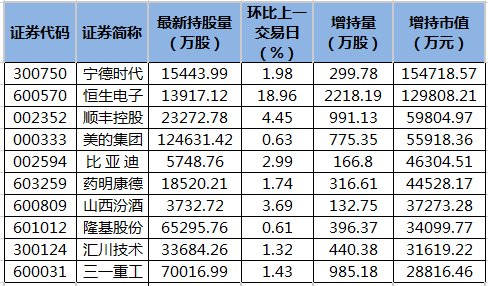 证券代码 证券简称 最新持股量（万股） 环比上一交易日（%） 增持量（万股） 增持市值（万元）
300750 宁德时代 15443.99 1.98 299.78 154718.57
600570 恒生电子 13917.12 18.96 2218.19 129808.21
002352 顺丰控股 23272.78 4.45 991.13 59804.97
000333 美的集团 124631.42 0.63 775.35 55918.36
002594 比 亚 迪 5748.76 2.99 166.8 46304.51
603259 药明康德 18520.21 1.74 316.61 44528.17
600809 山西汾酒 3732.72 3.69 132.75 37273.28
601012 隆基股份 65295.76 0.61 396.37 34099.77
300124 汇川技术 33684.26 1.32 440.38 31619.22
600031 三一重工 70016.99 1.43 985.18 28816.46